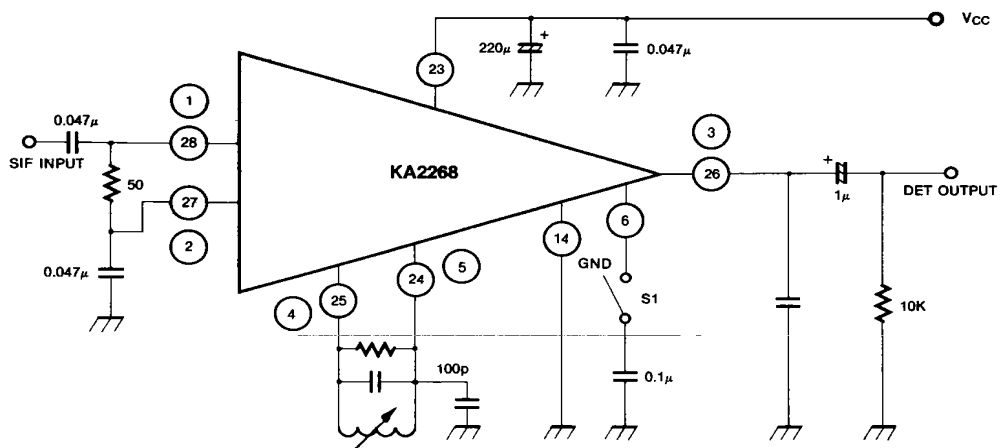 VCC
220μ
+
0.047μ
23
1
0.047μ
28
3
SIF INPUT
KA2268
26
+
50
27
1μ
DET OUTPUT
6
2
14
GND
5
0.047μ
24
S1
25
4
10K
100p
0.1μ